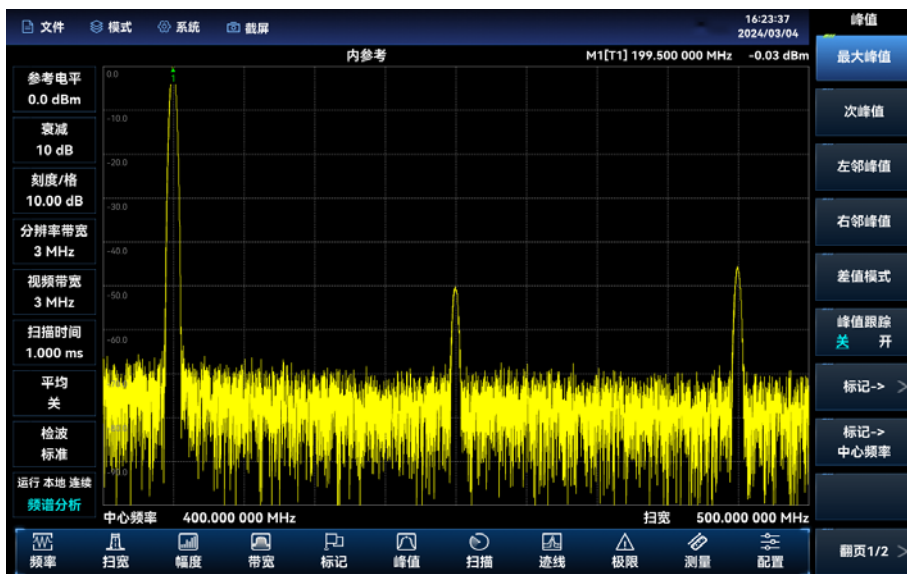 文件 模式 系统 截屏
16:23:37
2024/03/04
内参考 M1[T1] 199.500 000 MHz -0.03 dBm
参考电平
0.0 dBm
衰减
10 dB
刻度/格
10.00 dB
分辨率带宽
3 MHz
视频带宽
3 MHz
扫描时间
1.000 ms
平均
关
检波
标准
运行 本地 连续
频谱分析
0.0
1
-10.0
-20.0
-30.0
-40.0
-50.0
-60.0
中心频率 400.000 000 MHz 扫宽 500.000 000 MHz
峰值
最大峰值
次峰值
左邻峰值
右邻峰值
差值模式
峰值跟踪
关 开
标记-> >
标记->
中心频率
翻页1/2 >
频率 扫宽 幅度 带宽 标记 峰值 扫描 迹线 极限 测量 配置